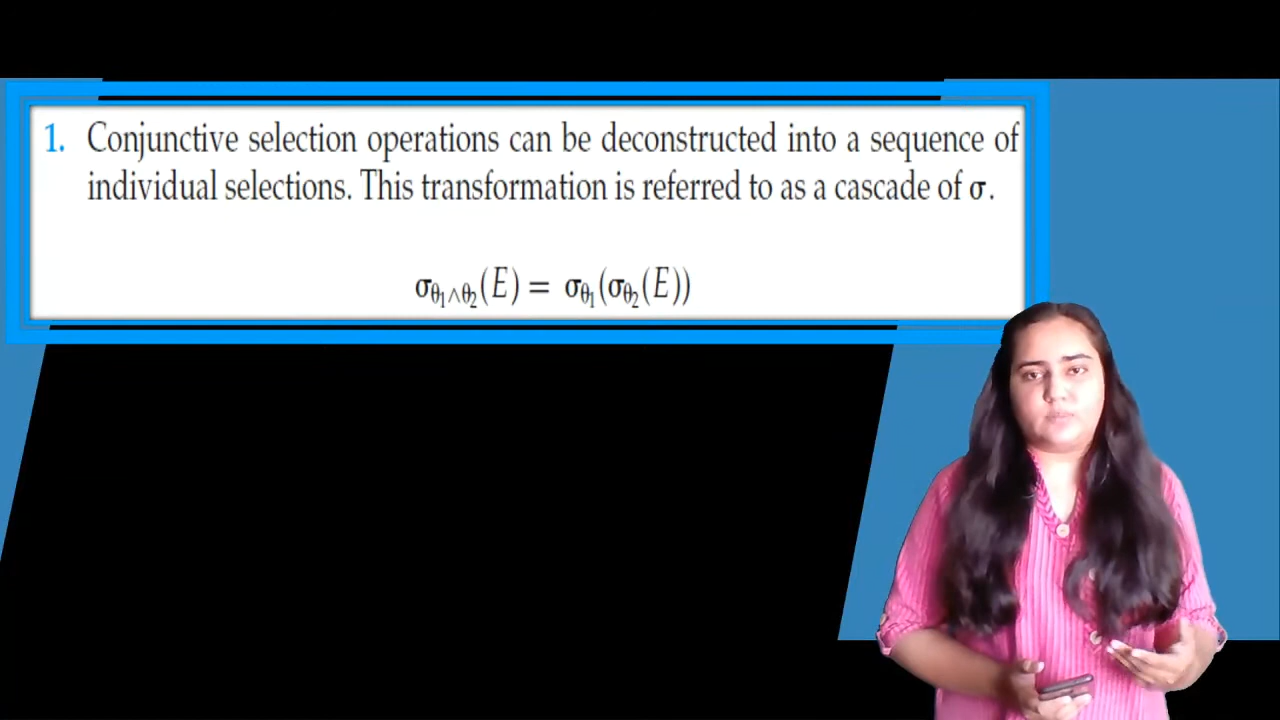 1. Conjunctive selection operations can be deconstructed into a sequence of
individual selections. This transformation is referred to as a cascade of σ.
σθ₁∧θ₂(E) = σθ₁(σθ₂(E))